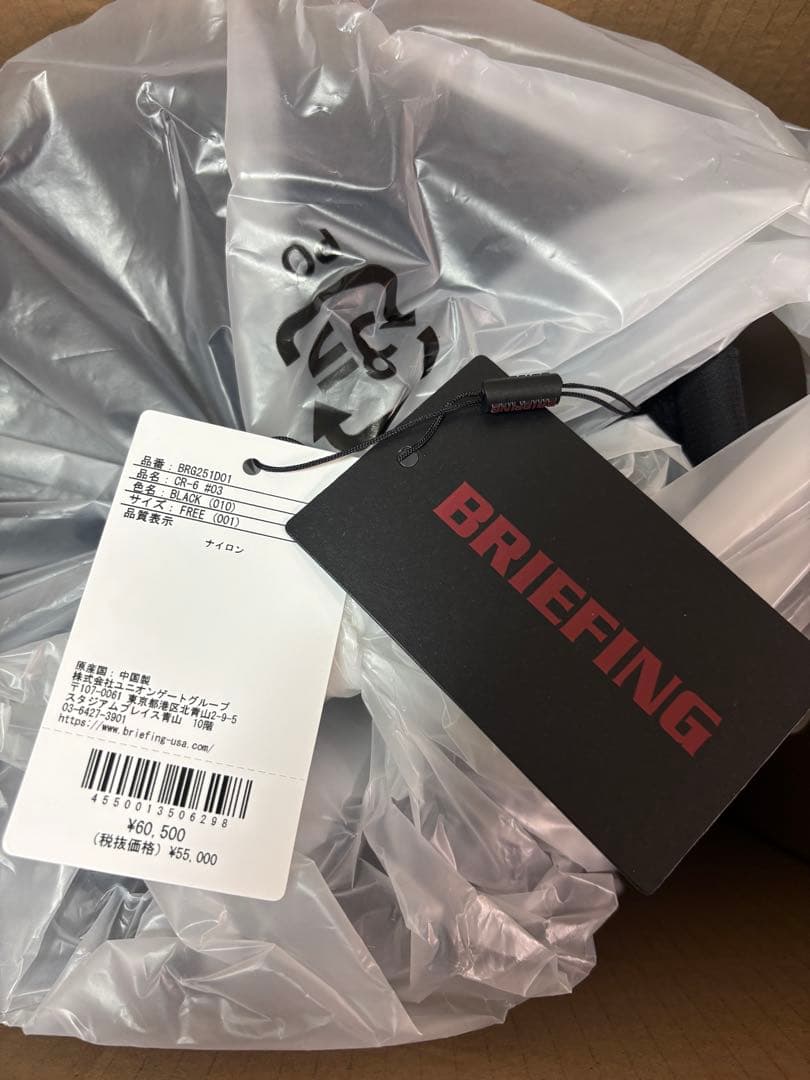 品番：BRG251D01
品名：CR-6 #03
色名：BLACK (010)
サイズ：FREE (001)
品質表示
ナイロン
原産国：中国製
株式会社ユニオンゲートグループ
〒107-0061 東京都港区北青山2-9-5
スタジアムプレイス青山 10階
03-6427-3901
https://www.briefing-usa.com/
4550013506298
¥60,500
(税抜価格) ¥55,000
BRIEFING